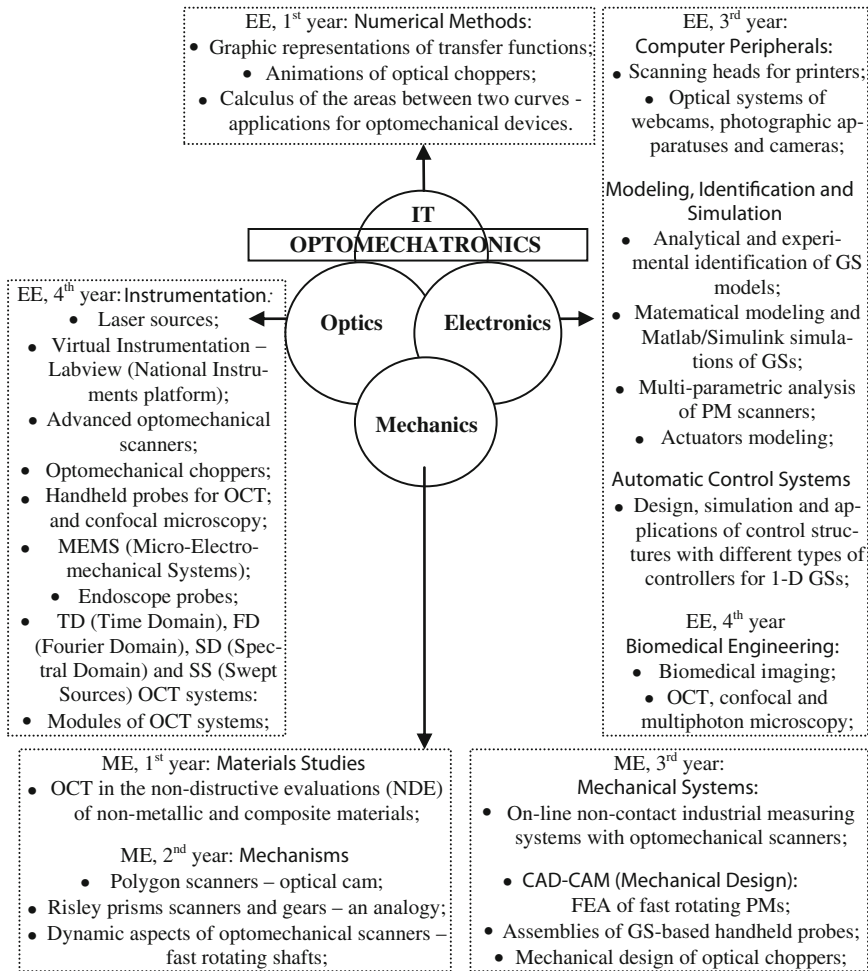 EE, 1st year: Numerical Methods:
● Graphic representations of transfer functions;
● Animations of optical choppers;
● Calculus of the areas between two curves -
applications for optomechanical devices.
EE, 3rd year:
Computer Peripherals:
● Scanning heads for printers;
● Optical systems of
webcams, photographic ap-
paratuses and cameras;
Modeling, Identification and
Simulation
● Analytical and experi-
mental identification of GS
models;
● Matematical modeling and
Matlab/Simulink simula-
tions of GSs;
● Multi-parametric analysis
of PM scanners;
● Actuators modeling;
Automatic Control Systems
● Design, simulation and ap-
plications of control struc-
tures with different types of
controllers for 1-D GSs;
EE, 4th year
Biomedical Engineering:
● Biomedical imaging;
● OCT, confocal and
multiphoton microscopy;
IT
OPTOMECHATRONICS
Optics
Electronics
Mechanics
EE, 4th year: Instrumentation:
● Laser sources;
● Virtual Instrumentation –
Labview (National Instru-
ments platform);
● Advanced optomechanical
scanners;
● Optomechanical choppers;
● Handheld probes for OCT;
and confocal microscopy;
● MEMS (Micro-Electro-
mechanical Systems);
● Endoscope probes;
● TD (Time Domain), FD
(Fourier Domain), SD (Spec-
tral Domain) and SS (Swept
Sources) OCT systems:
● Modules of OCT systems;
ME, 1st year: Materials Studies
● OCT in the non-distructive evaluations (NDE)
of non-metallic and composite materials;
ME, 2nd year: Mechanisms
● Polygon scanners – optical cam;
● Risley prisms scanners and gears – an analogy;
● Dynamic aspects of optomechanical scanners –
fast rotating shafts;
ME, 3rd year:
Mechanical Systems:
● On-line non-contact industrial measuring
systems with optomechanical scanners;
● CAD-CAM (Mechanical Design):
FEA of fast rotating PMs;
● Assemblies of GS-based handheld probes;
● Mechanical design of optical choppers;